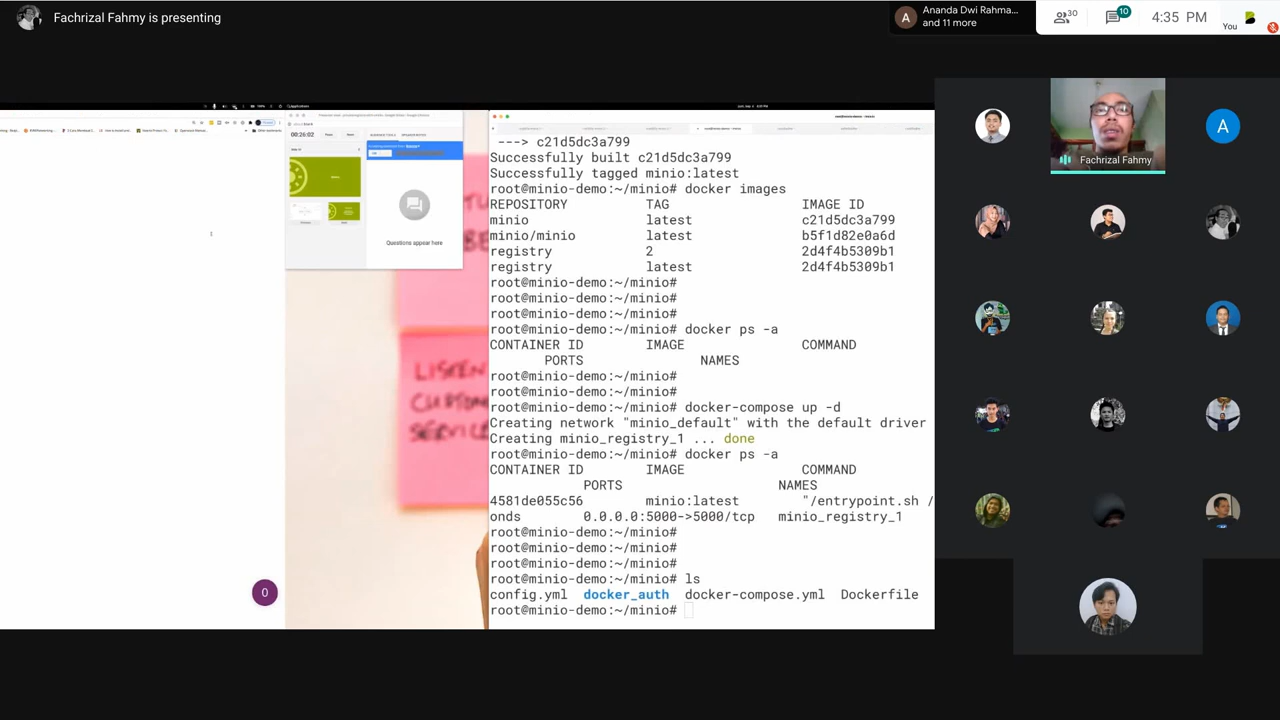 Fachrizal Fahmy is presenting
Ananda Dwi Rahma...
and 11 more
A
30
10
4:35 PM
You
A
Fachrizal Fahmy
00:26:02
Questions appear here
LISTEN
CUSTOM
SERVICE
0
---> c21d5dc3a799
Successfully built c21d5dc3a799
Successfully tagged minio:latest
root@minio-demo:~/minio# docker images
REPOSITORY TAG IMAGE ID
minio latest c21d5dc3a799
minio/minio latest b5f1d82e0a6d
registry 2 2d4f4b5309b1
registry latest 2d4f4b5309b1
root@minio-demo:~/minio#
root@minio-demo:~/minio#
root@minio-demo:~/minio#
root@minio-demo:~/minio# docker ps -a
CONTAINER ID IMAGE COMMAND
PORTS NAMES
root@minio-demo:~/minio#
root@minio-demo:~/minio#
root@minio-demo:~/minio# docker-compose up -d
Creating network "minio_default" with the default driver
Creating minio_registry_1 ... done
root@minio-demo:~/minio# docker ps -a
CONTAINER ID IMAGE COMMAND
PORTS NAMES
4581de055c56 minio:latest "/entrypoint.sh /
onds 0.0.0.0:5000->5000/tcp minio_registry_1
root@minio-demo:~/minio#
root@minio-demo:~/minio#
root@minio-demo:~/minio#
root@minio-demo:~/minio# ls
config.yml docker_auth docker-compose.yml Dockerfile
root@minio-demo:~/minio#